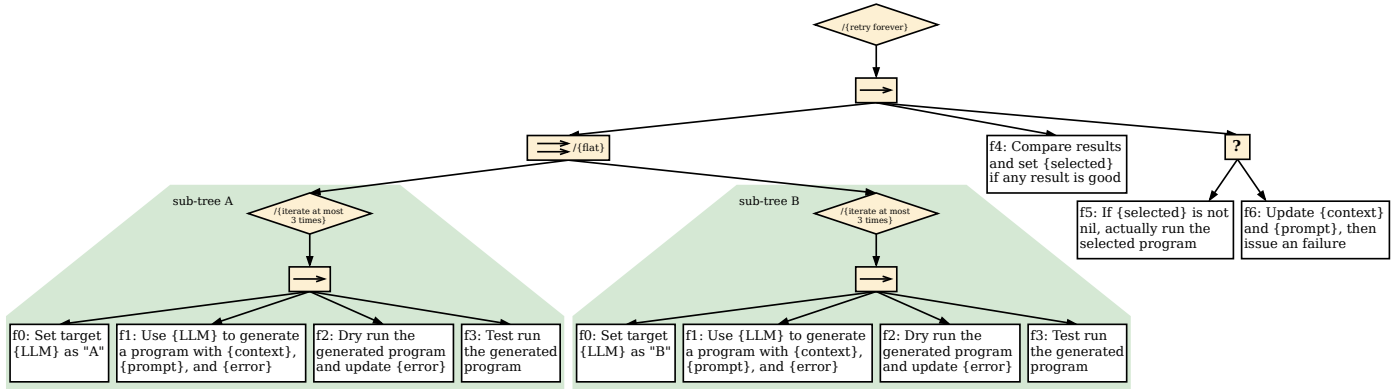 /{retry forever}
/{flat}
f4: Compare results
and set {selected}
if any result is good
?
sub-tree A
/{iterate at most
3 times}
sub-tree B
/{iterate at most
3 times}
f5: If {selected} is not
nil, actually run the
selected program
f6: Update {context}
and {prompt}, then
issue an failure
f0: Set target
{LLM} as "A"
f1: Use {LLM} to generate
a program with {context},
{prompt}, and {error}
f2: Dry run the
generated program
and update {error}
f3: Test run
the generated
program
f0: Set target
{LLM} as "B"
f1: Use {LLM} to generate
a program with {context},
{prompt}, and {error}
f2: Dry run the
generated program
and update {error}
f3: Test run
the generated
program